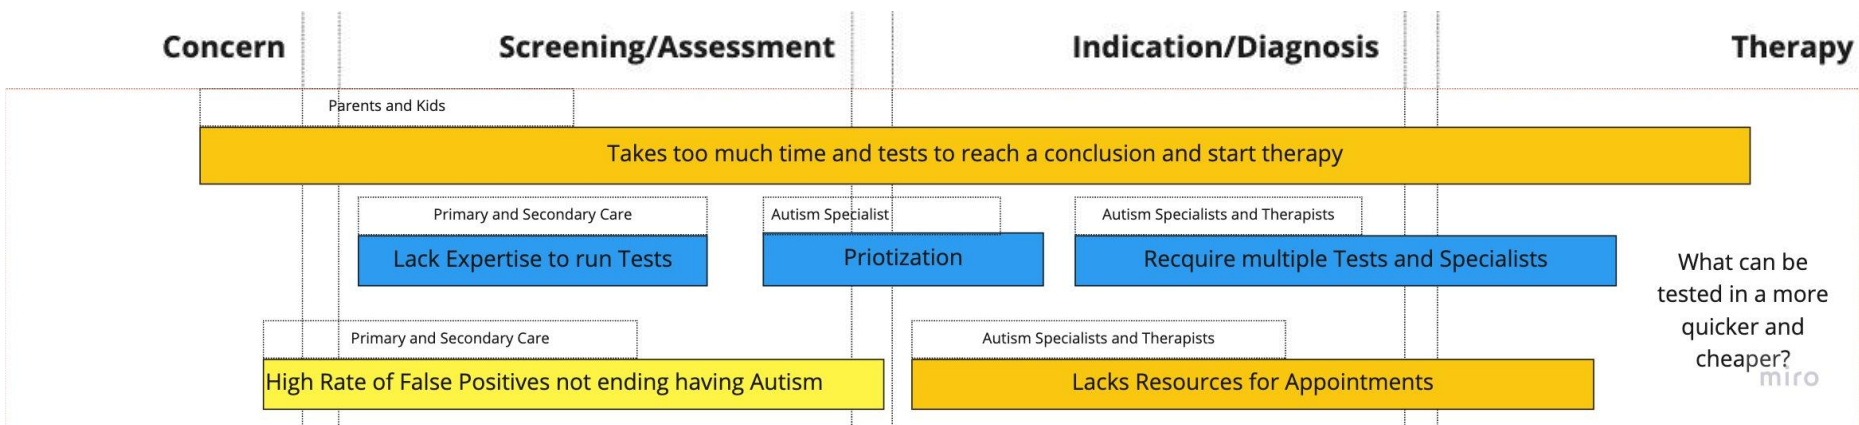 Concern
Screening/Assessment
Indication/Diagnosis
Therapy
Parents and Kids
Takes too much time and tests to reach a conclusion and start therapy
Primary and Secondary Care
Autism Specialist
Autism Specialists and Therapists
Lack Expertise to run Tests
Priotization
Recquire multiple Tests and Specialists
What can be
tested in a more
quicker and
cheaper?
Primary and Secondary Care
Autism Specialists and Therapists
High Rate of False Positives not ending having Autism
Lacks Resources for Appointments
miro